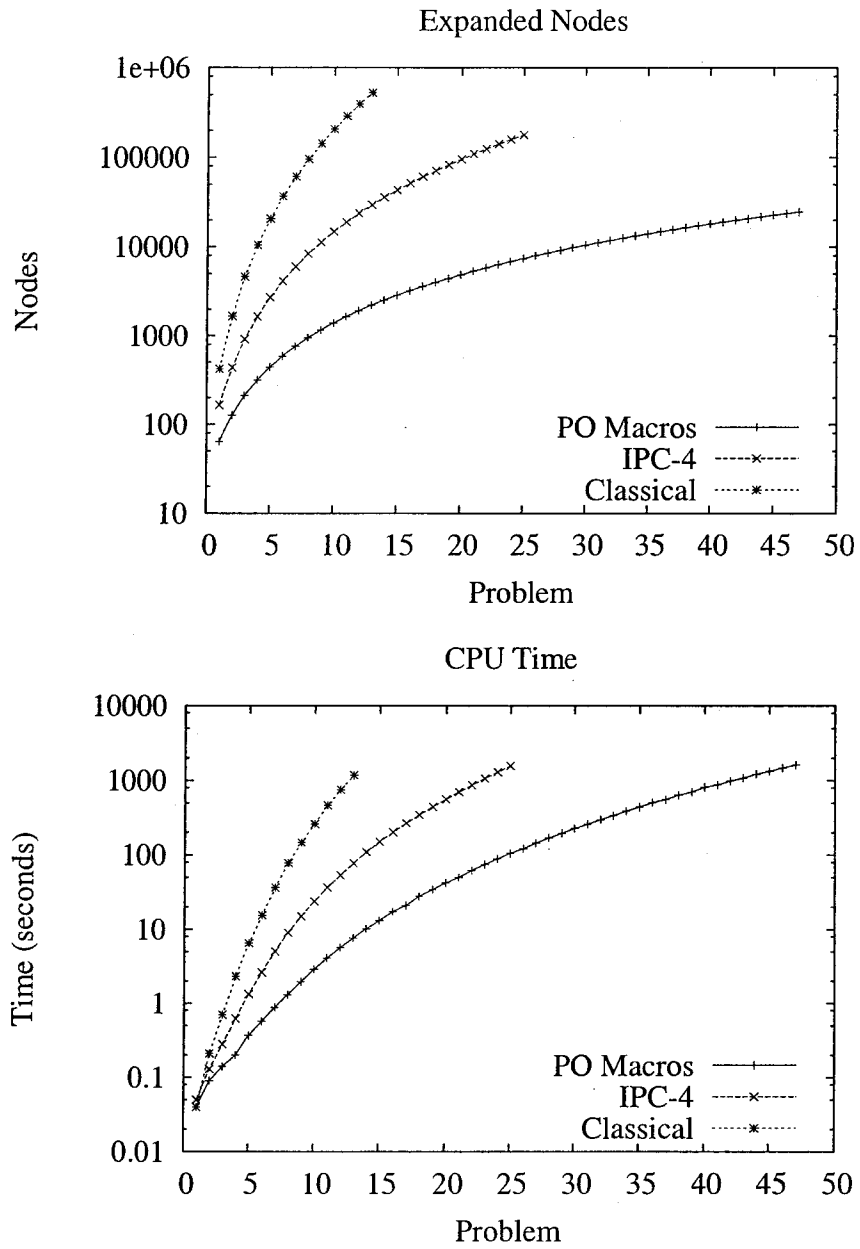 Expanded Nodes
1e+06
100000
10000
1000
100
10
Nodes
PO Macros
IPC-4
Classical
0 5 10 15 20 25 30 35 40 45 50
Problem
CPU Time
10000
1000
100
10
1
0.1
0.01
Time (seconds)
PO Macros
IPC-4
Classical
0 5 10 15 20 25 30 35 40 45 50
Problem